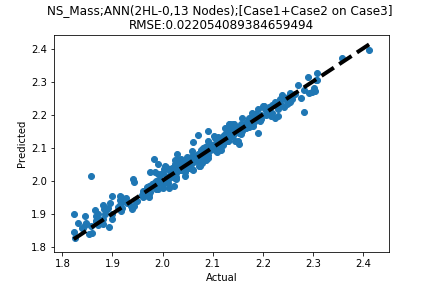 NS_Mass;ANN(2HL-0,13 Nodes);[Case1+Case2 on Case3]
RMSE:0.022054089384659494
2.4
2.3
2.2
2.1
2.0
1.9
1.8
Predicted
1.8 1.9 2.0 2.1 2.2 2.3 2.4
Actual